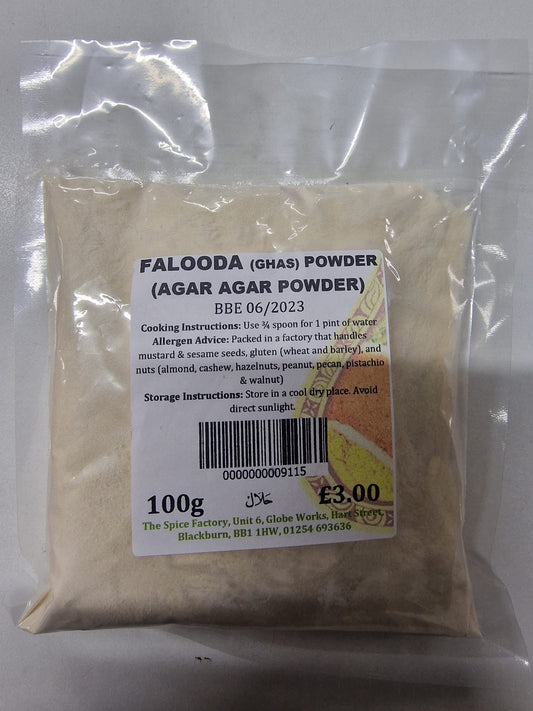 FALOODA (GHAS) POWDER
(AGAR AGAR POWDER)
BBE 06/2023
Cooking Instructions: Use ¾ spoon for 1 pint of water
Allergen Advice: Packed in a factory that handles
mustard & sesame seeds, gluten (wheat and barley), and
nuts (almond, cashew, hazelnuts, peanut, pecan, pistachio
& walnut)
Storage Instructions: Store in a cool dry place. Avoid
direct sunlight.
0000000009115
100g حلال £3.00
The Spice Factory, Unit 6, Globe Works, Hart Street,
Blackburn, BB1 1HW, 01254 693636